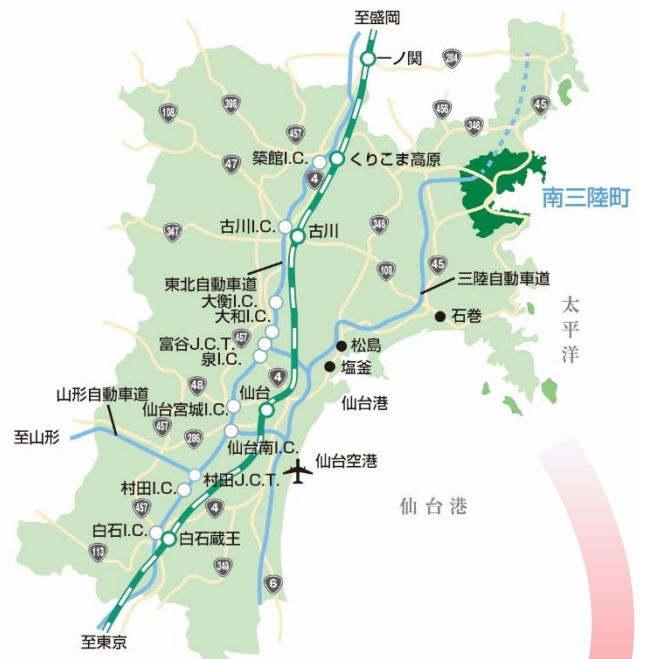 至盛岡
一ノ関
284
398
108
457
45
456
346
47
築館I.C.
4
くりこま高原
南三陸町
古川I.C.
古川
347
346
108
45
三陸自動車道
東北自動車道
大衡I.C.
大和I.C.
太平洋
石巻
富谷J.C.T.
457
泉I.C.
松島
塩釜
山形自動車道
48
4
仙台
仙台宮城I.C.
仙台港
至山形
457
286
仙台南I.C.
仙台空港
村田J.C.T.
村田I.C.
457
4
仙台港
白石I.C.
白石蔵王
113
349
6
至東京